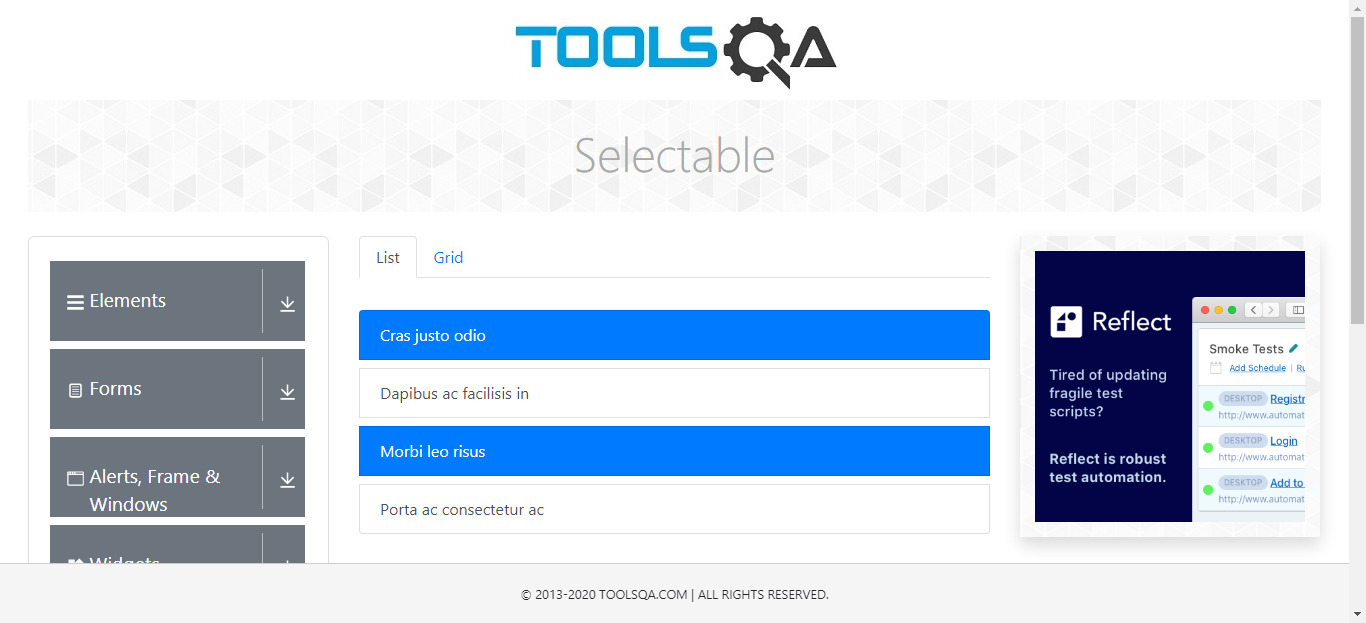 TOOLSQA
Selectable
Elements
Forms
Alerts, Frame &
Windows
Widgets
List
Grid
Cras justo odio
Dapibus ac facilisis in
Morbi leo risus
Porta ac consectetur ac
Reflect
Tired of updating
fragile test
scripts?
Reflect is robust
test automation.
Smoke Tests
Add Schedule | Ru
DESKTOP Registr
http://www.automat
DESKTOP Login
http://www.automat
DESKTOP Add to
http://www.automat
© 2013-2020 TOOLSQA.COM | ALL RIGHTS RESERVED.